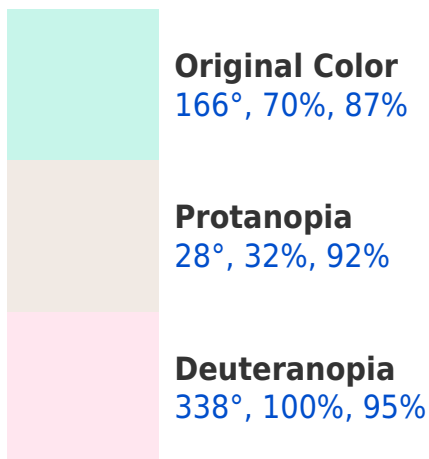 Original Color
166°, 70%, 87%
Protanopia
28°, 32%, 92%
Deuteranopia
338°, 100%, 95%